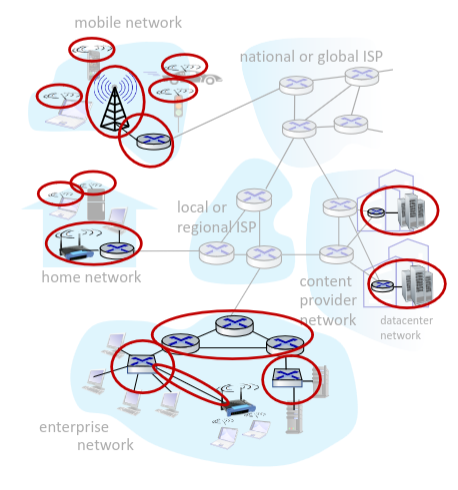 mobile network
national or global ISP
local or
regional ISP
home network
content
provider
network
datacenter
network
enterprise
network